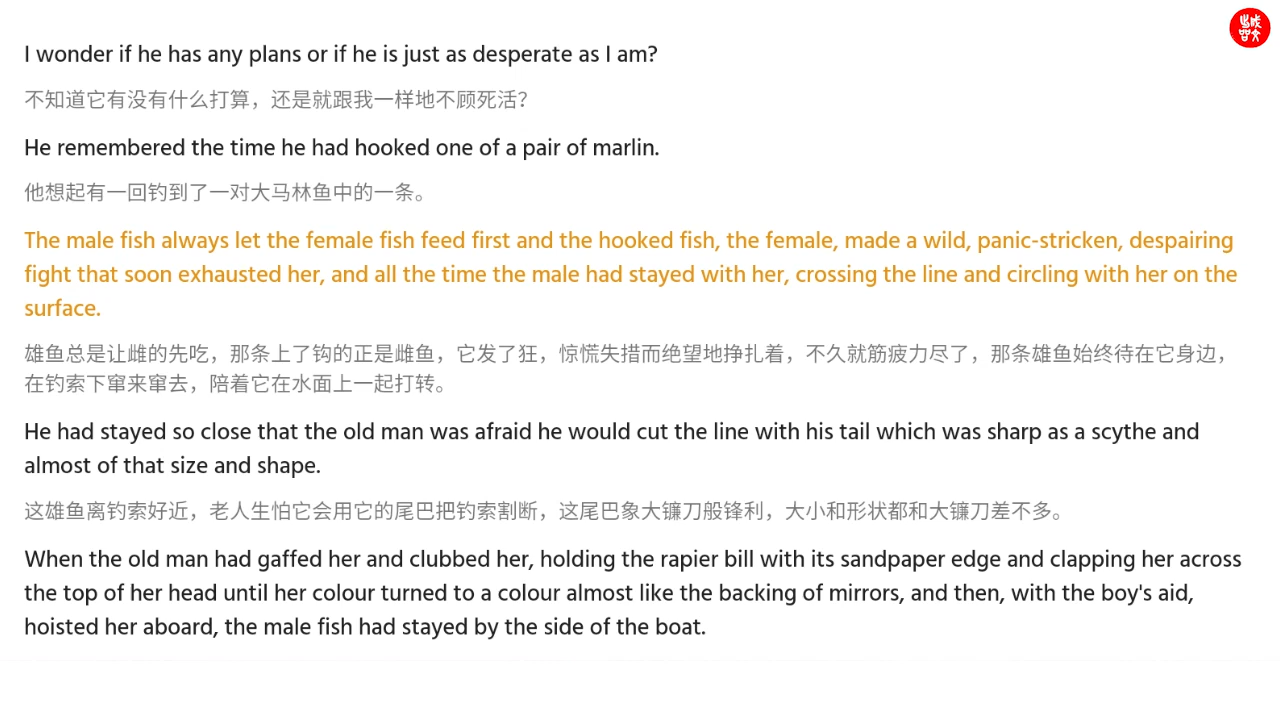 I wonder if he has any plans or if he is just as desperate as I am?
不知道它有没有什么打算，还是就跟我一样地不顾死活？
He remembered the time he had hooked one of a pair of marlin.
他想起有一回钓到了一对大马林鱼中的一条。
The male fish always let the female fish feed first and the hooked fish, the female, made a wild, panic-stricken, despairing
fight that soon exhausted her, and all the time the male had stayed with her, crossing the line and circling with her on the
surface.
雄鱼总是让雌的先吃，那条上了钩的正是雌鱼，它发了狂，惊慌失措而绝望地挣扎着，不久就筋疲力尽了，那条雄鱼始终待在它身边，
在钓索下窜来窜去，陪着它在水面上一起打转。
He had stayed so close that the old man was afraid he would cut the line with his tail which was sharp as a scythe and
almost of that size and shape.
这雄鱼离钓索好近，老人生怕它会用它的尾巴把钓索割断，这尾巴象大镰刀般锋利，大小和形状都和大镰刀差不多。
When the old man had gaffed her and clubbed her, holding the rapier bill with its sandpaper edge and clapping her across
the top of her head until her colour turned to a colour almost like the backing of mirrors, and then, with the boy's aid,
hoisted her aboard, the male fish had stayed by the side of the boat.